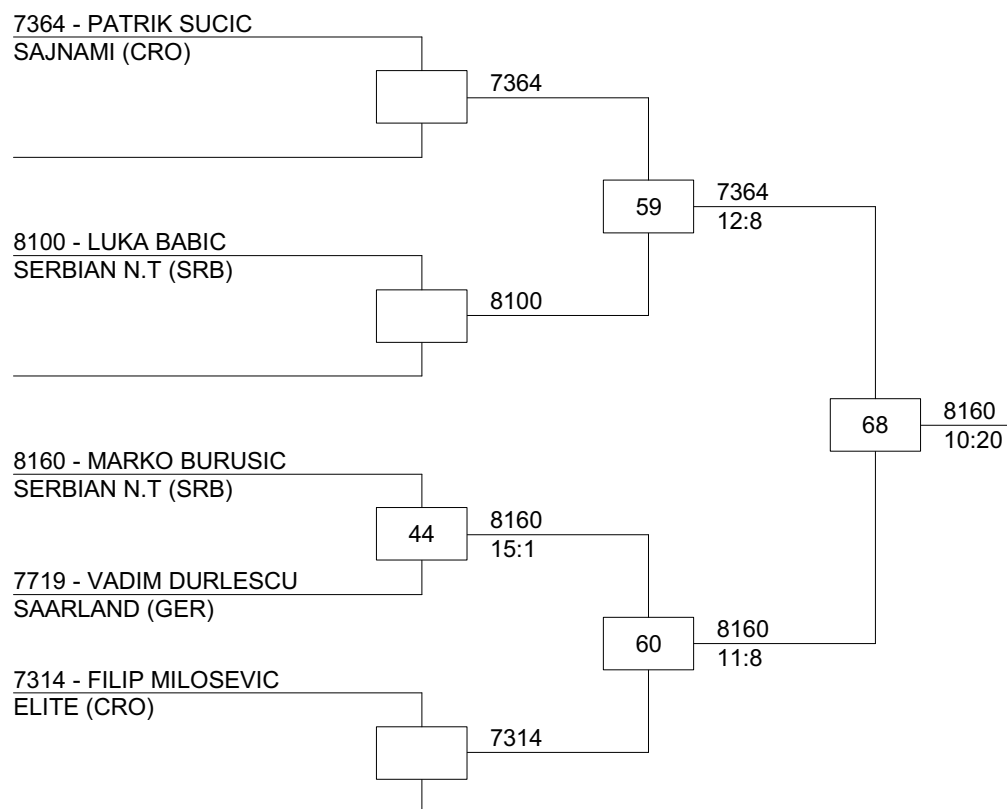 7364 - PATRIK SUCIC
SAJNAMI (CRO)
7364
59
7364
12:8
8100 - LUKA BABIC
SERBIAN N.T (SRB)
8100
68
8160
10:20
8160 - MARKO BURUSIC
SERBIAN N.T (SRB)
44
8160
15:1
7719 - VADIM DURLESCU
SAARLAND (GER)
60
8160
11:8
7314 - FILIP MILOSEVIC
ELITE (CRO)
7314